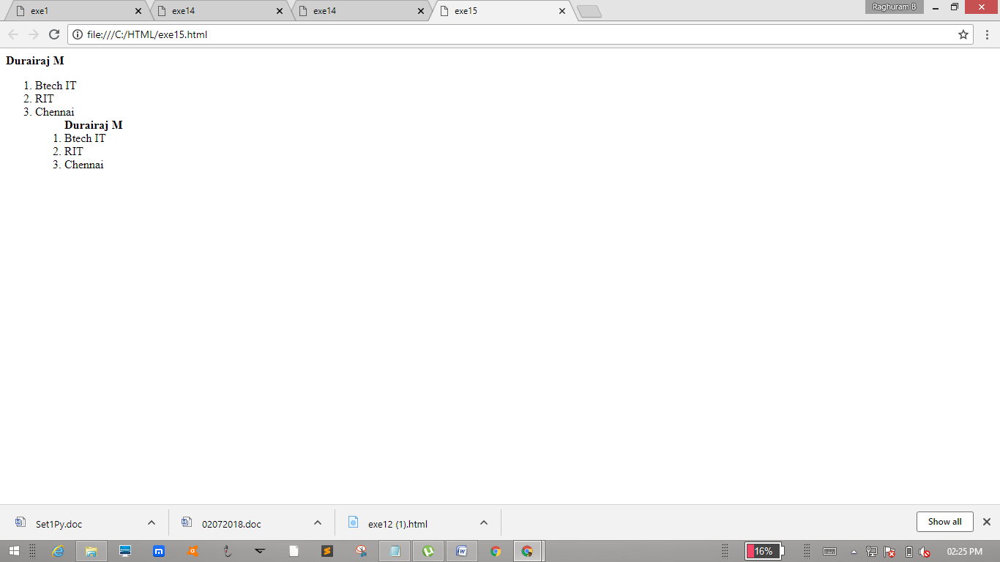 exe1
exe14
exe14
exe15
Raghuram B
file:///C:/HTML/exe15.html
Durairaj M
1. Btech IT
2. RIT
3. Chennai
Durairaj M
1. Btech IT
2. RIT
3. Chennai
Set1Py.doc
02072018.doc
exe12 (1).html
Show all
16%
02:25 PM